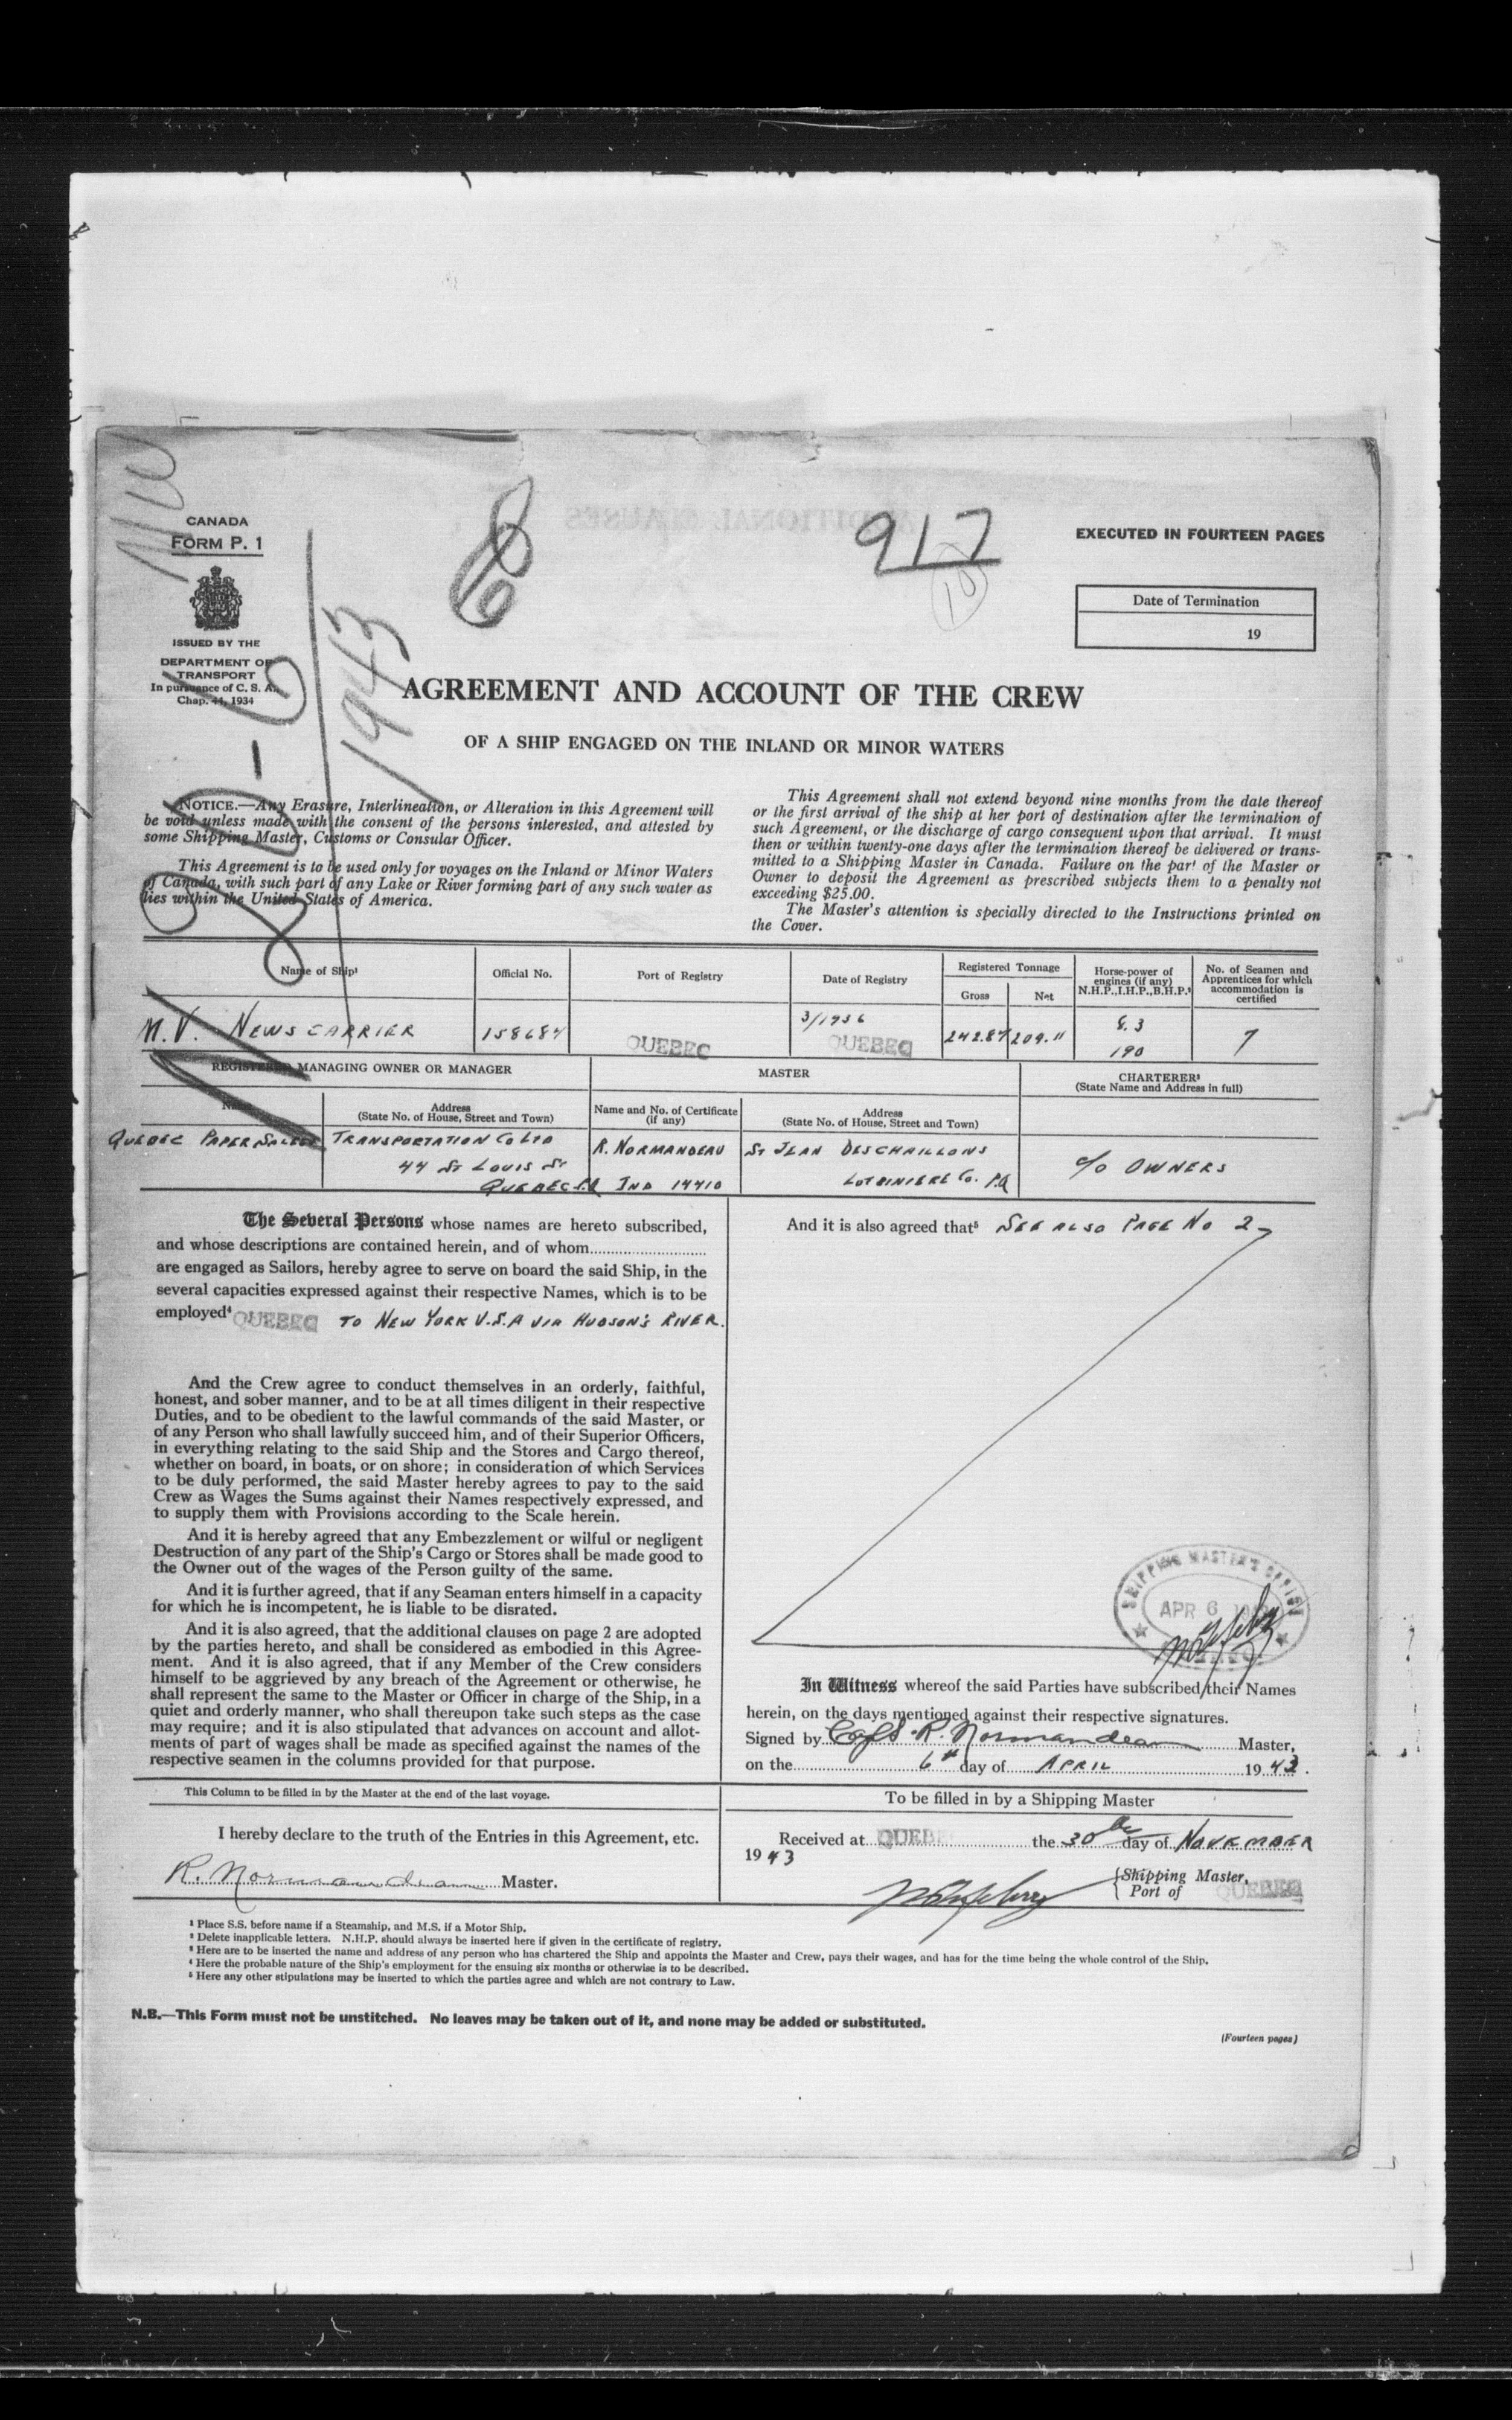 CANADA
FORM P. 1
ISSUED BY THE
DEPARTMENT OF
TRANSPORT
In pursuance of C. S. A.
Chap. 44, 1934
1943
68
917
10
EXECUTED IN FOURTEEN PAGES
Date of Termination
19
AGREEMENT AND ACCOUNT OF THE CREW
OF A SHIP ENGAGED ON THE INLAND OR MINOR WATERS
NOTICE.—Any Erasure, Interlineation, or Alteration in this Agreement will
be void unless made with the consent of the persons interested, and attested by
some Shipping Master, Customs or Consular Officer.
This Agreement is to be used only for voyages on the Inland or Minor Waters
of Canada, with such part of any Lake or River forming part of any such water as
lies within the United States of America.
This Agreement shall not extend beyond nine months from the date thereof
or the first arrival of the ship at her port of destination after the termination of
such Agreement, or the discharge of cargo consequent upon that arrival. It must
then or within twenty-one days after the termination thereof be delivered or trans-
mitted to a Shipping Master in Canada. Failure on the part of the Master or
Owner to deposit the Agreement as prescribed subjects them to a penalty not
exceeding $25.00.
The Master's attention is specially directed to the Instructions printed on
the Cover.
Name of Ship¹
Official No.
Port of Registry
Date of Registry
Registered Tonnage
Gross
Net
Horse-power of
engines (if any)
N.H.P., I.H.P., B.H.P.²
No. of Seamen and
Apprentices for which
accommodation is
certified
M.V. NEWSCARRIER
158684
QUEBEC
3/1936
QUEBEC
242.87
209.11
8.3
190
7
REGISTERED MANAGING OWNER OR MANAGER
MASTER
CHARTERER³
(State Name and Address in full)
Name
Address
(State No. of House, Street and Town)
Name and No. of Certificate
(if any)
Address
(State No. of House, Street and Town)
QUEBEC PAPER SALES
TRANSPORTATION CO LTD
44 ST LOUIS ST
QUEBEC P.Q
R. NORMANDEAU
IND 14410
ST JEAN DESCHAILLONS
LOTBINIERE CO. P.Q
C/O OWNERS
The Several Persons whose names are hereto subscribed,
and whose descriptions are contained herein, and of whom
are engaged as Sailors, hereby agree to serve on board the said Ship, in the
several capacities expressed against their respective Names, which is to be
employed⁴ QUEBEC TO NEW YORK U.S.A VIA HUDSON'S RIVER.
And the Crew agree to conduct themselves in an orderly, faithful,
honest, and sober manner, and to be at all times diligent in their respective
Duties, and to be obedient to the lawful commands of the said Master, or
of any Person who shall lawfully succeed him, and of their Superior Officers,
in everything relating to the said Ship and the Stores and Cargo thereof,
whether on board, in boats, or on shore; in consideration of which Services
to be duly performed, the said Master hereby agrees to pay to the said
Crew as Wages the Sums against their Names respectively expressed, and
to supply them with Provisions according to the Scale herein.
And it is hereby agreed that any Embezzlement or wilful or negligent
Destruction of any part of the Ship's Cargo or Stores shall be made good to
the Owner out of the wages of the Person guilty of the same.
And it is further agreed, that if any Seaman enters himself in a capacity
for which he is incompetent, he is liable to be disrated.
And it is also agreed, that the additional clauses on page 2 are adopted
by the parties hereto, and shall be considered as embodied in this Agree-
ment. And it is also agreed, that if any Member of the Crew considers
himself to be aggrieved by any breach of the Agreement or otherwise, he
shall represent the same to the Master or Officer in charge of the Ship, in a
quiet and orderly manner, who shall thereupon take such steps as the case
may require; and it is also stipulated that advances on account and allot-
ments of part of wages shall be made as specified against the names of the
respective seamen in the columns provided for that purpose.
And it is also agreed that⁵ SEE ALSO PAGE NO 2
SHIPPING MASTER'S OFFICE
APR 6
In Witness whereof the said Parties have subscribed their Names
herein, on the days mentioned against their respective signatures.
Signed by Capt. R. Normandeau Master,
on the 6th day of APRIL 1943.
This Column to be filled in by the Master at the end of the last voyage.
I hereby declare to the truth of the Entries in this Agreement, etc.
R. Normandeau Master.
To be filled in by a Shipping Master
Received at QUEBEC the 30th day of NOVEMBER
1943
Shipping Master,
Port of QUEBEC
¹ Place S.S. before name if a Steamship, and M.S. if a Motor Ship.
² Delete inapplicable letters. N.H.P. should always be inserted here if given in the certificate of registry.
³ Here are to be inserted the name and address of any person who has chartered the Ship and appoints the Master and Crew, pays their wages, and has for the time being the whole control of the Ship.
⁴ Here the probable nature of the Ship's employment for the ensuing six months or otherwise is to be described.
⁵ Here any other stipulations may be inserted to which the parties agree and which are not contrary to Law.
N.B.—This Form must not be unstitched. No leaves may be taken out of it, and none may be added or substituted.
(Fourteen pages)